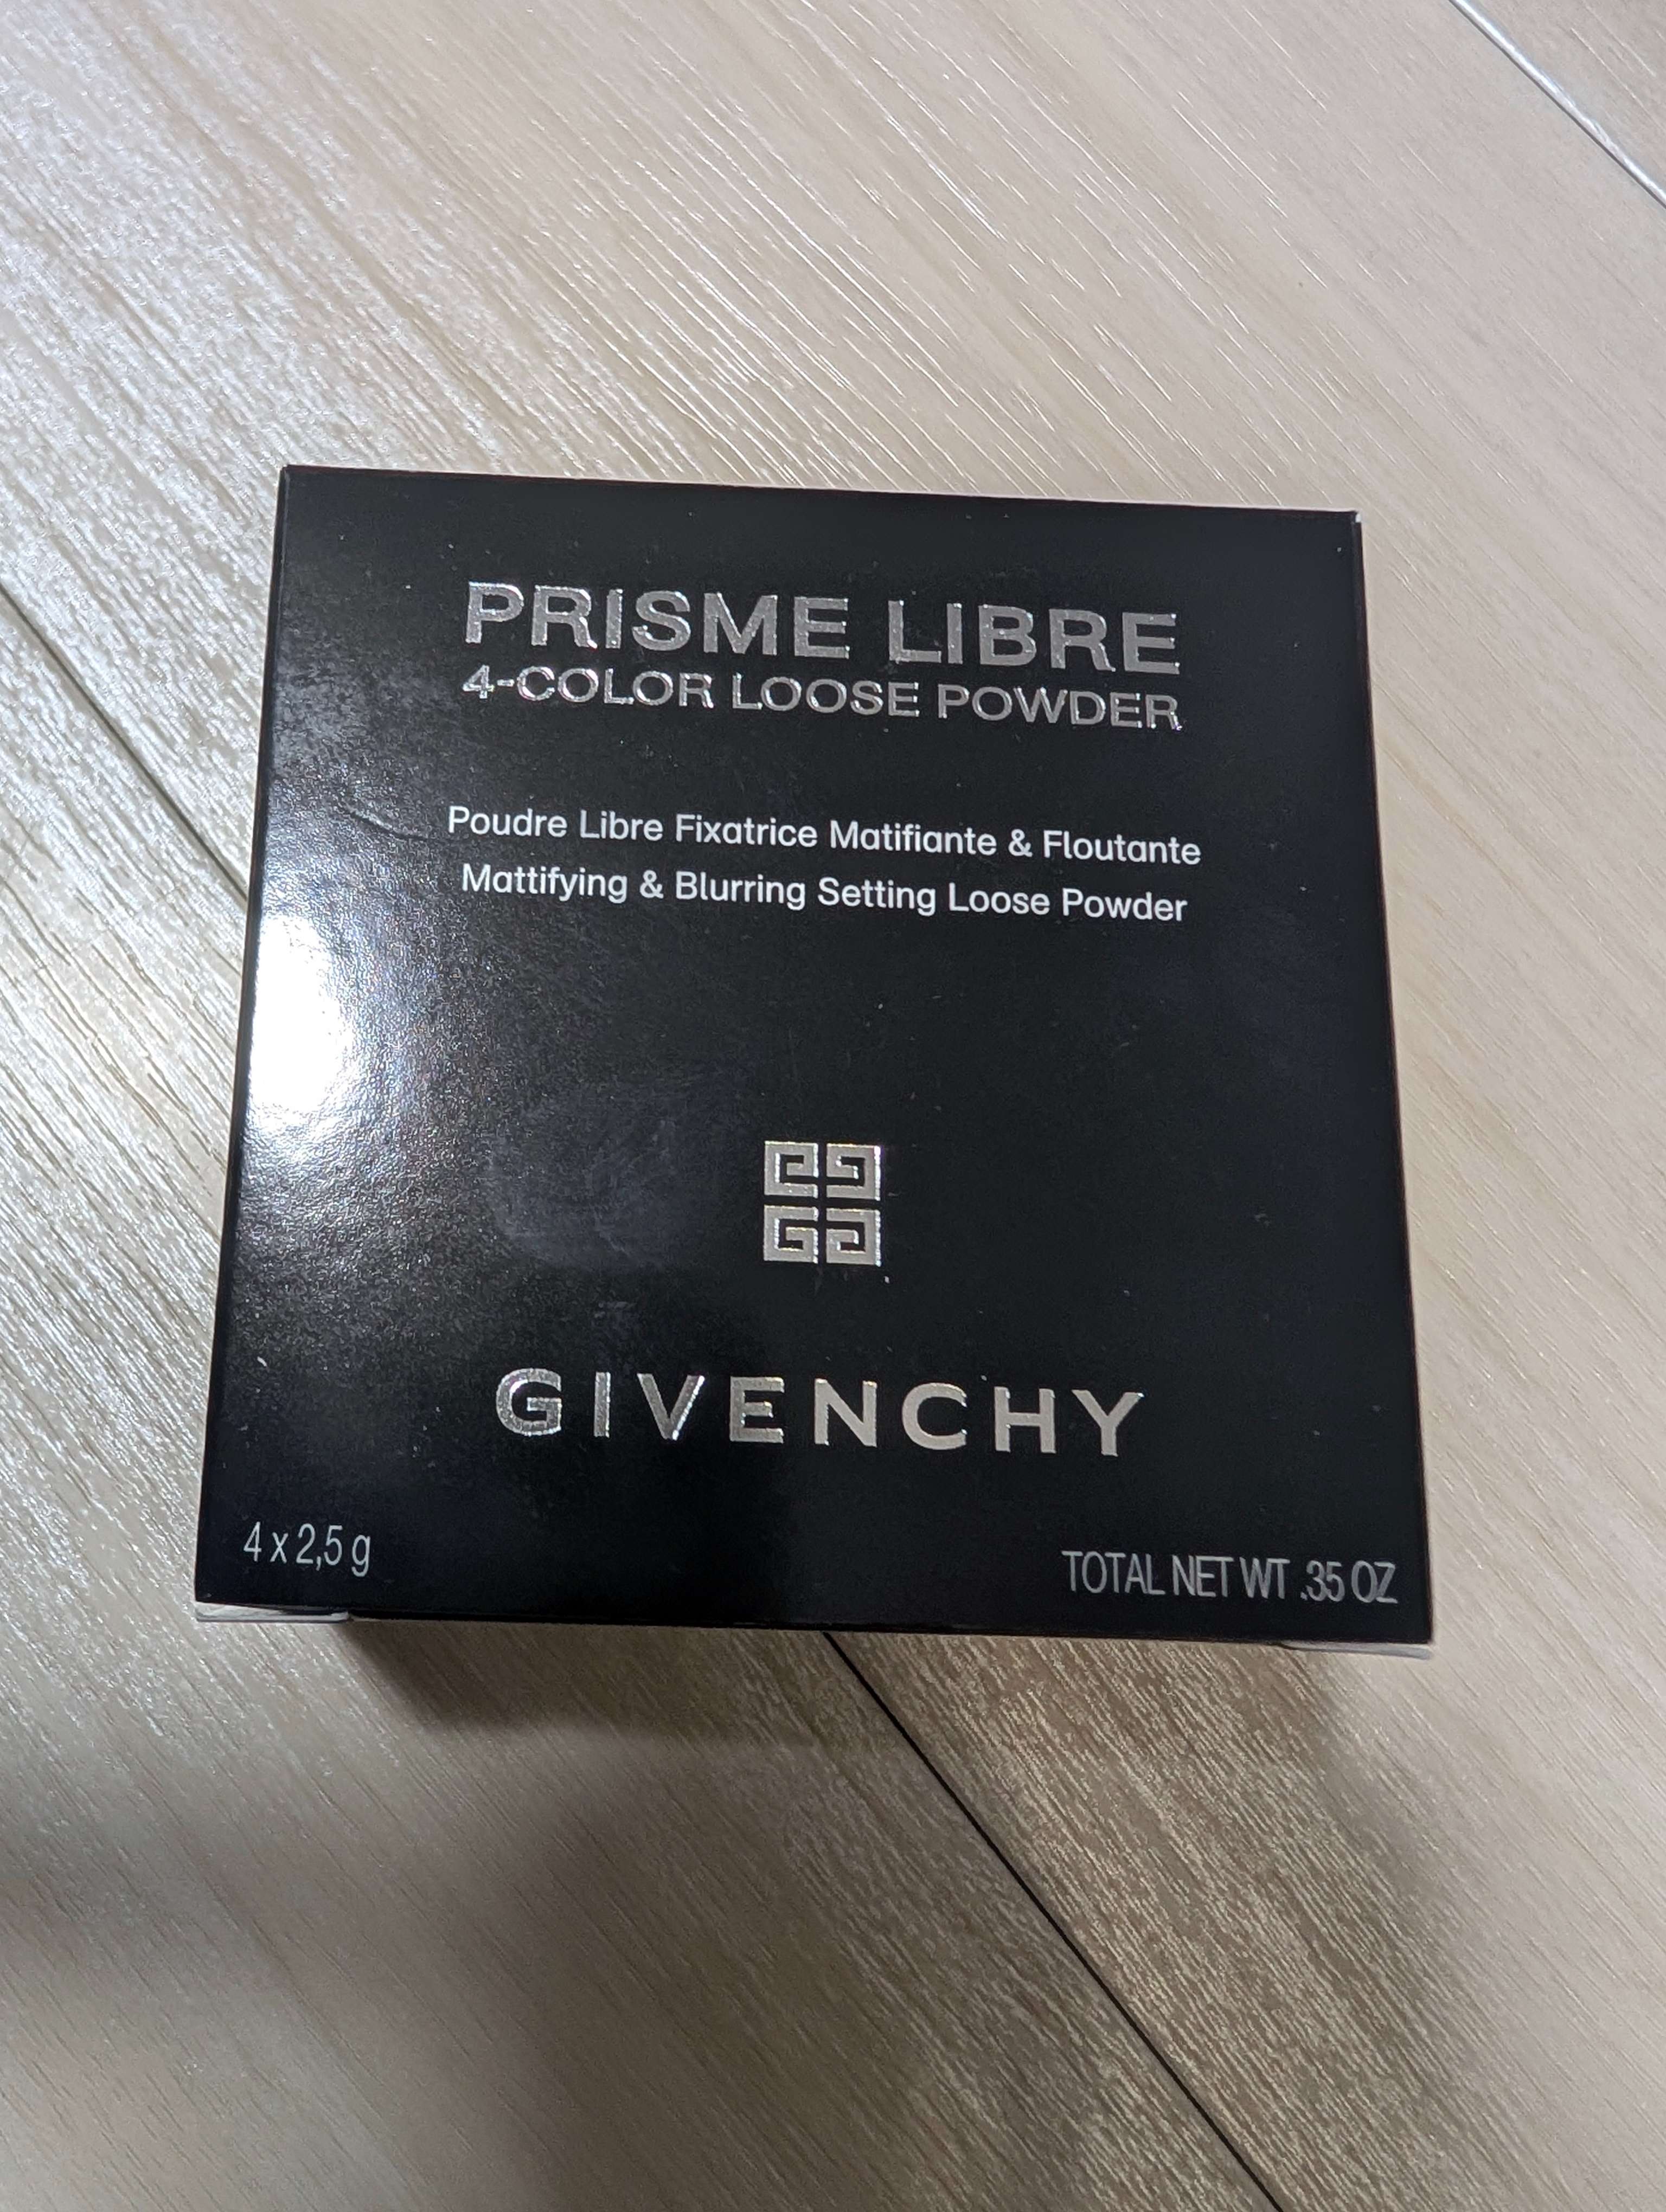 PRISME LIBRE
4-COLOR LOOSE POWDER
Poudre Libre Fixatrice Matifiante & Floutante
Mattifying & Blurring Setting Loose Powder
GIVENCHY
4 x 2,5 g
TOTAL NET WT .35 OZ